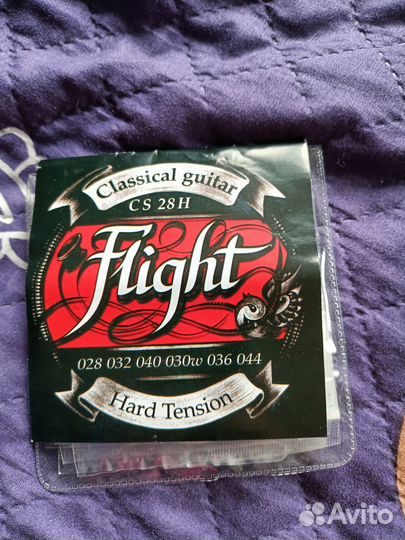 Classical guitar
CS 28H
Flight
028 032 040 030w 036 044
Hard Tension
Avito